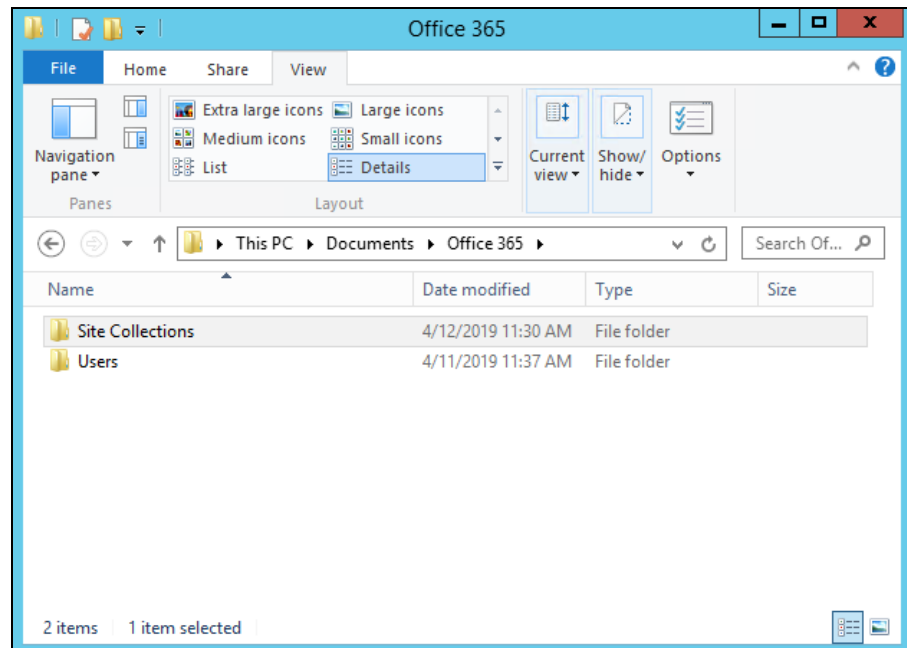 Office 365
File Home Share View
Extra large icons Large icons
Medium icons Small icons
List Details
Navigation pane
Current view
Show/ hide
Options
Panes Layout
This PC Documents Office 365
Search Of...
Name Date modified Type Size
Site Collections 4/12/2019 11:30 AM File folder
Users 4/11/2019 11:37 AM File folder
2 items 1 item selected